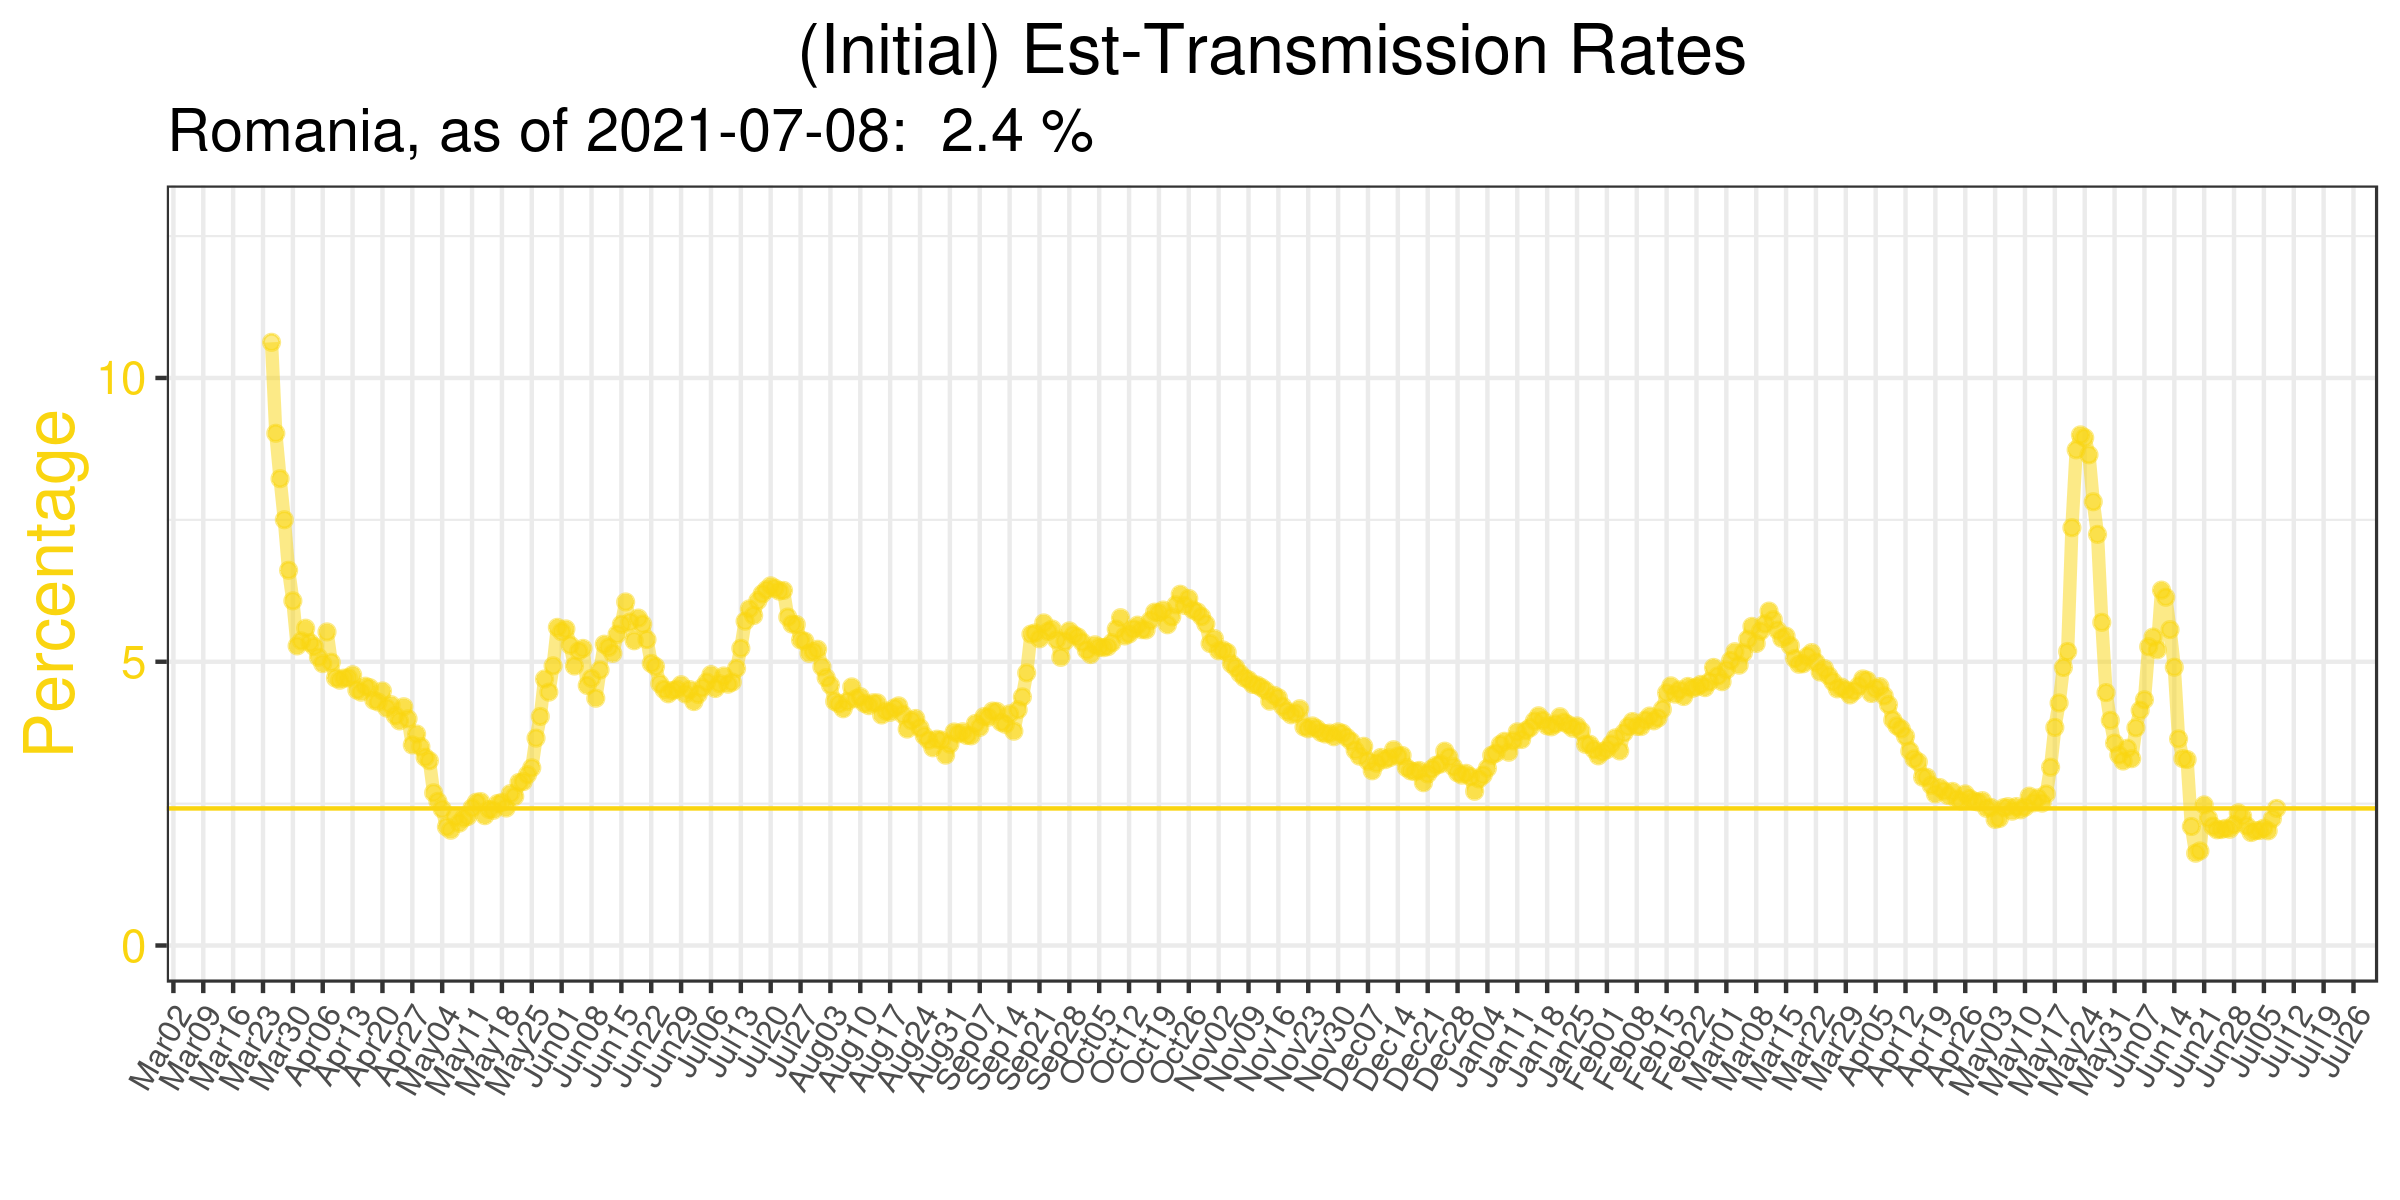 (Initial) Est-Transmission Rates
Romania, as of 2021-07-08:  2.4 %
Percentage
10
5
0
Mar02
Mar09
Mar16
Mar23
Mar30
Apr06
Apr13
Apr20
Apr27
May04
May11
May18
May25
Jun01
Jun08
Jun15
Jun22
Jun29
Jul06
Jul13
Jul20
Jul27
Aug03
Aug10
Aug17
Aug24
Aug31
Sep07
Sep14
Sep21
Sep28
Oct05
Oct12
Oct19
Oct26
Nov02
Nov09
Nov16
Nov23
Nov30
Dec07
Dec14
Dec21
Dec28
Jan04
Jan11
Jan18
Jan25
Feb01
Feb08
Feb15
Feb22
Mar01
Mar08
Mar15
Mar22
Mar29
Apr05
Apr12
Apr19
Apr26
May03
May10
May17
May24
May31
Jun07
Jun14
Jun21
Jun28
Jul05
Jul12
Jul19
Jul26